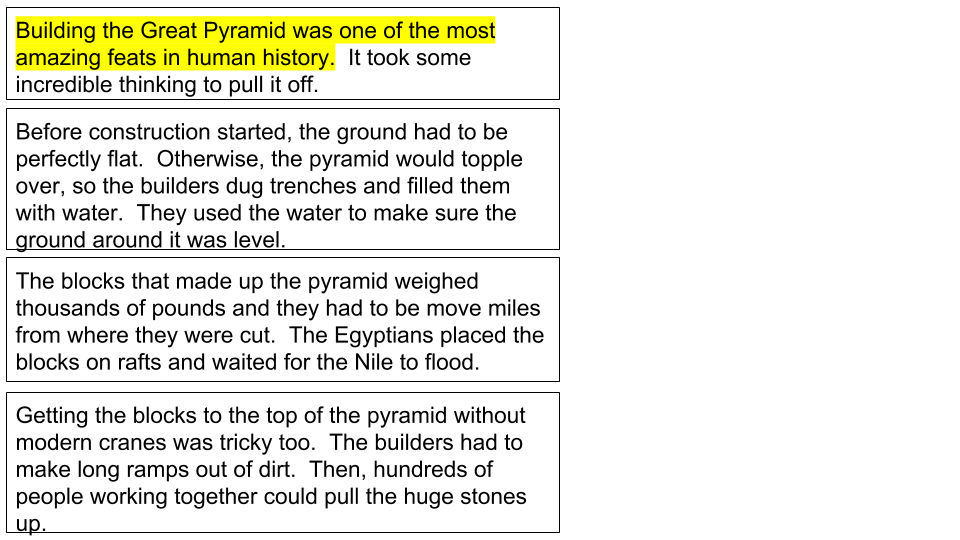 Building the Great Pyramid was one of the most
amazing feats in human history.  It took some
incredible thinking to pull it off.
Before construction started, the ground had to be
perfectly flat.  Otherwise, the pyramid would topple
over, so the builders dug trenches and filled them
with water.  They used the water to make sure the
ground around it was level.
The blocks that made up the pyramid weighed
thousands of pounds and they had to be move miles
from where they were cut.  The Egyptians placed the
blocks on rafts and waited for the Nile to flood.
Getting the blocks to the top of the pyramid without
modern cranes was tricky too.  The builders had to
make long ramps out of dirt.  Then, hundreds of
people working together could pull the huge stones
up.